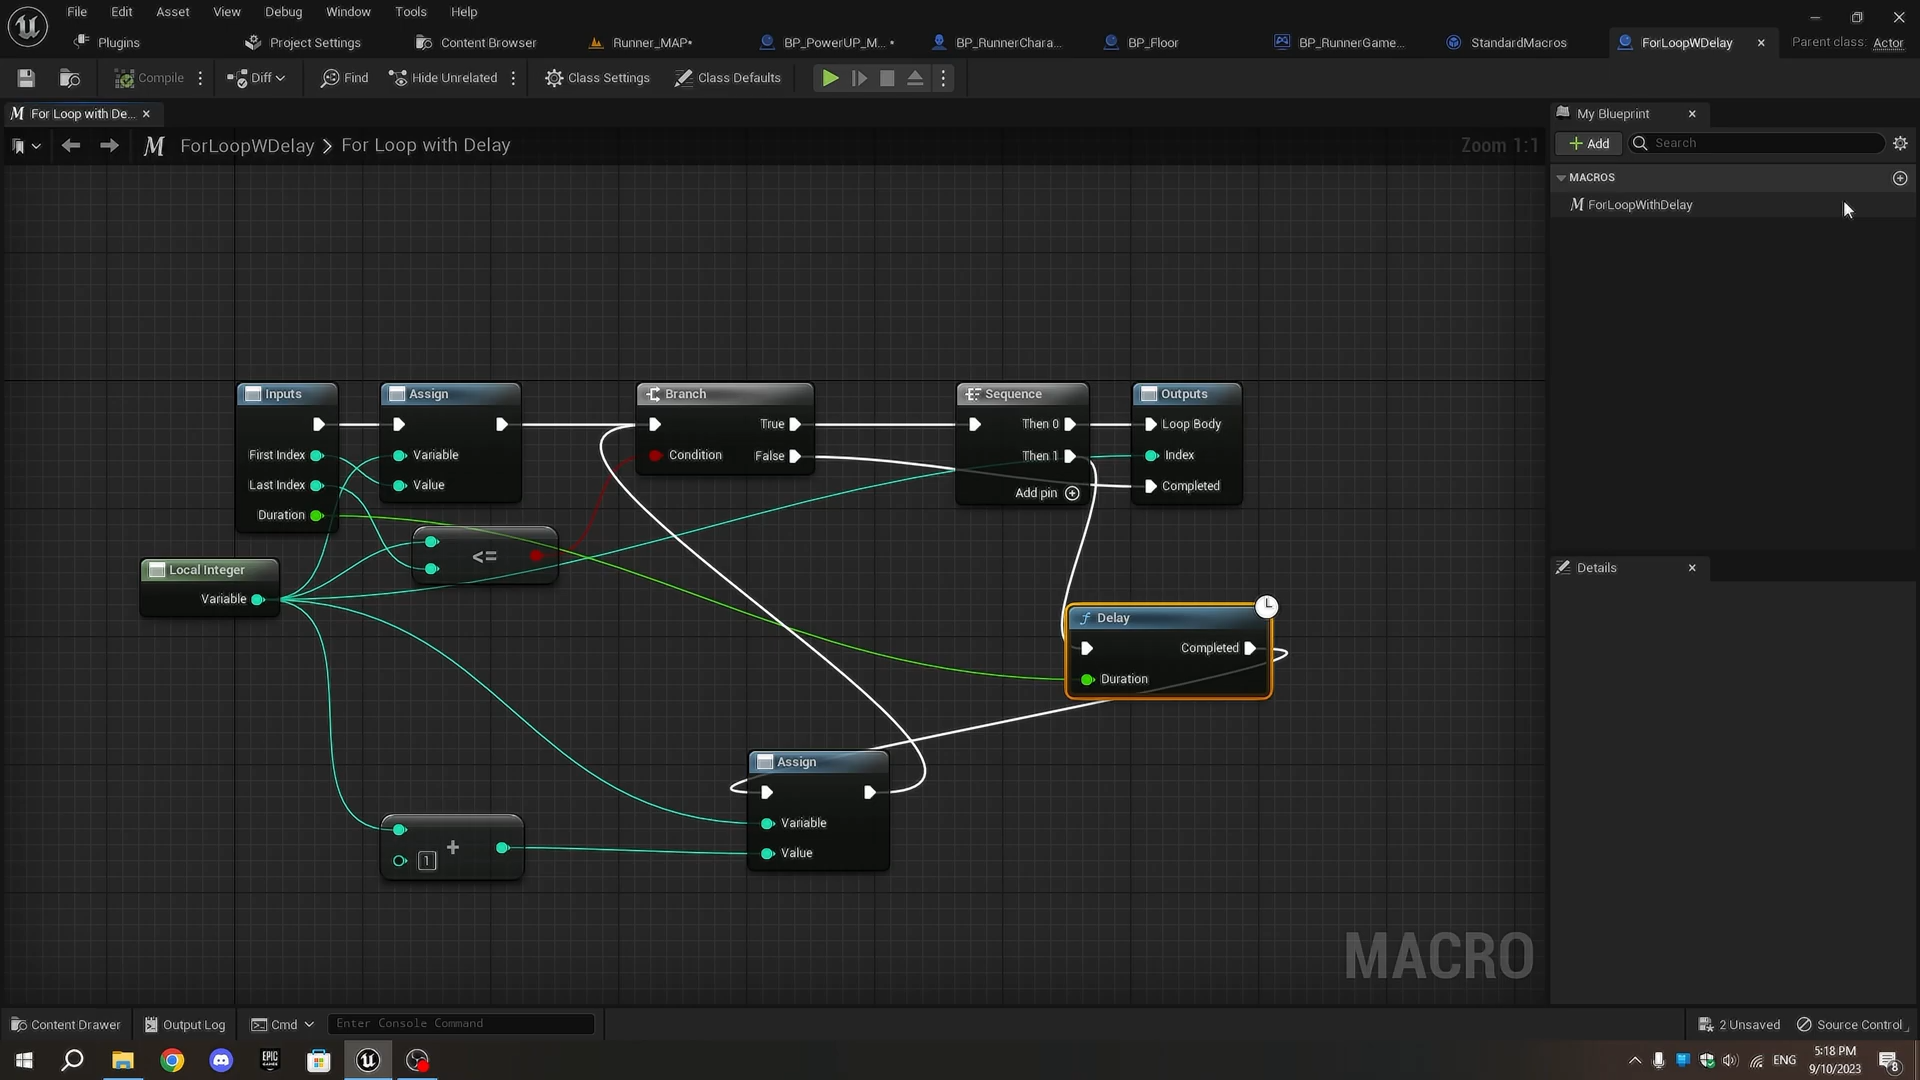 File Edit Asset View Debug Window Tools Help
Plugins Project Settings Content Browser Runner_MAP* BP_PowerUP_M... * BP_RunnerChara... BP_Floor BP_RunnerGame... StandardMacros ForLoopWDelay Parent class: Actor
Compile Diff Find Hide Unrelated Class Settings Class Defaults
For Loop with De...
ForLoopWDelay > For Loop with Delay Zoom 1:1
My Blueprint
Add Search
MACROS
ForLoopWithDelay
Details
Inputs
First Index
Last Index
Duration
Assign
Variable
Value
Branch
True
Condition False
Sequence
Then 0
Then 1
Add pin
Outputs
Loop Body
Index
Completed
<=
Local Integer
Variable
Delay
Completed
Duration
Assign
Variable
Value
+
1
MACRO
Content Drawer Output Log Cmd Enter Console Command 2 Unsaved Source Control
EPIC GAMES
ENG 5:18 PM
9/10/2023
8